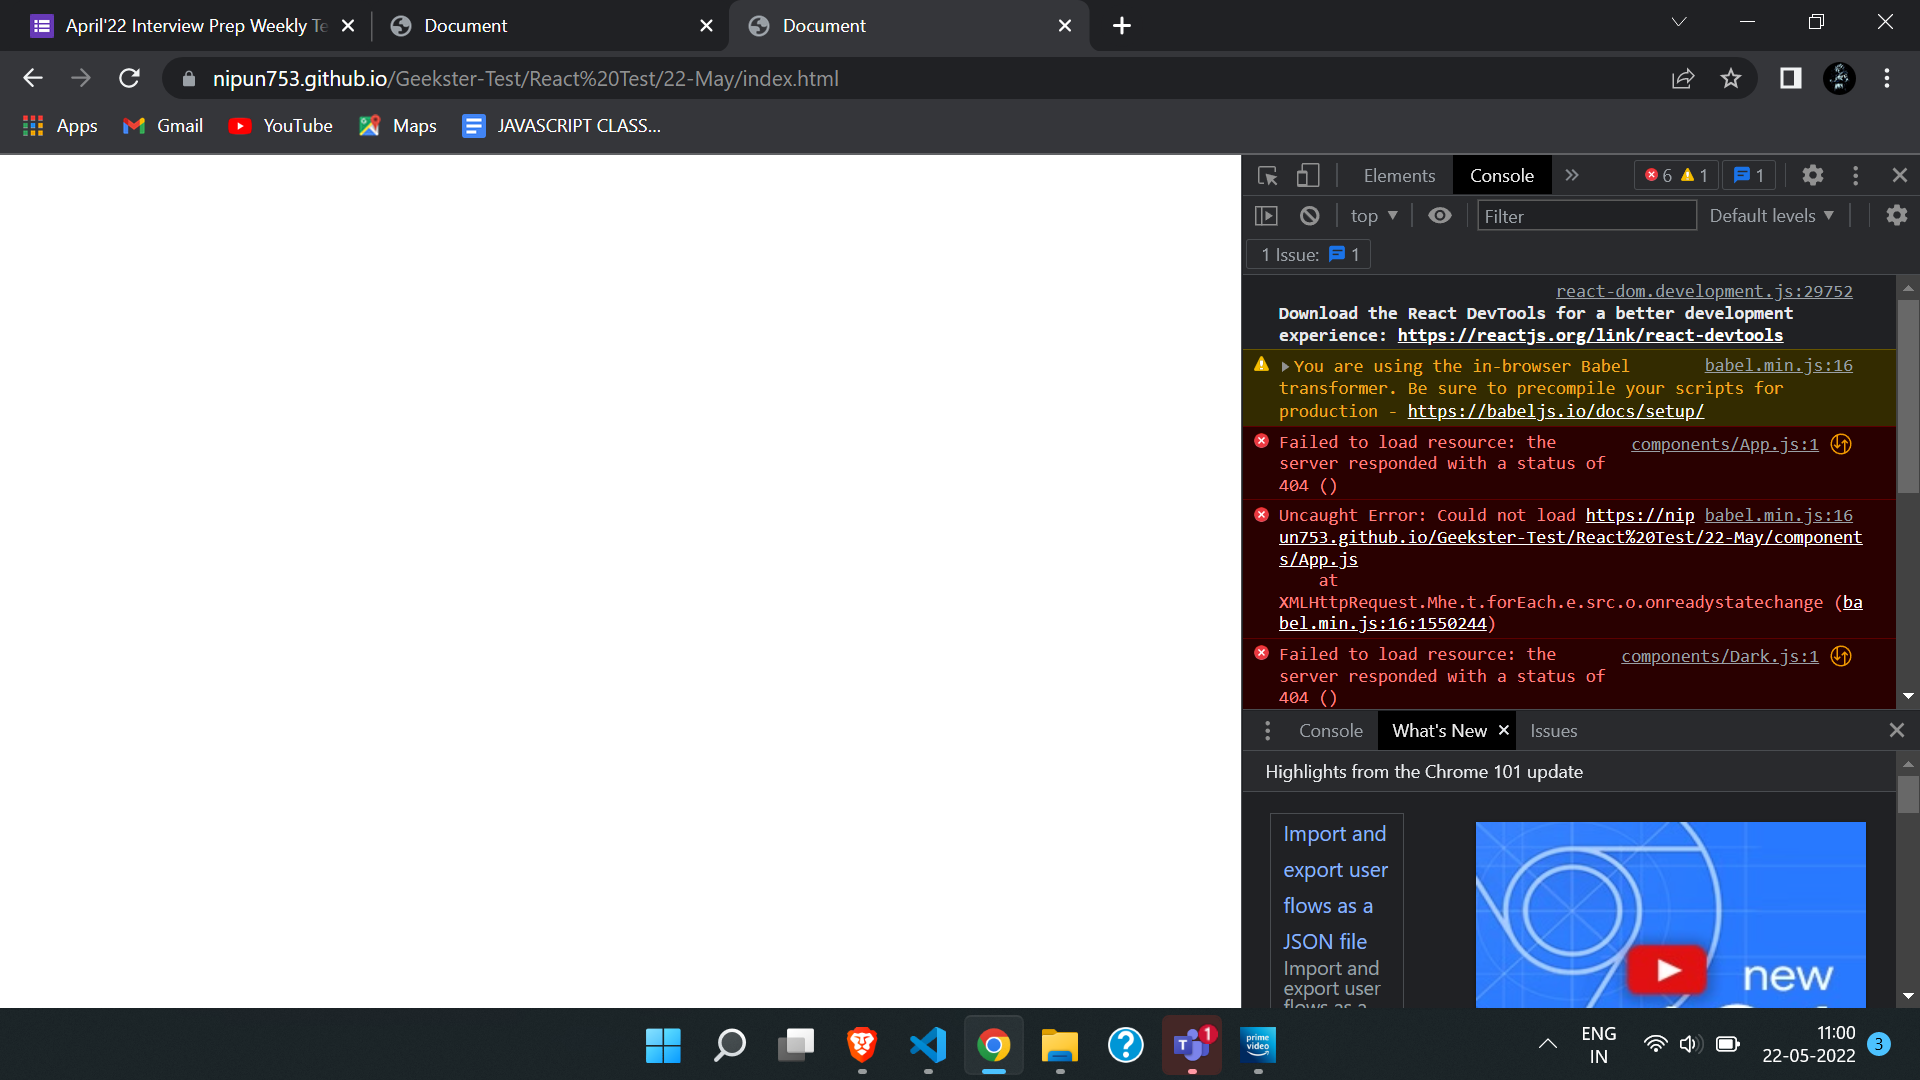 April'22 Interview Prep Weekly Te
Document
Document
nipun753.github.io/Geekster-Test/React%20Test/22-May/index.html
Apps
Gmail
YouTube
Maps
JAVASCRIPT CLASS...
Elements
Console
6
1
1
top
Filter
Default levels
1 Issue:
1
react-dom.development.js:29752
Download the React DevTools for a better development
experience: https://reactjs.org/link/react-devtools
You are using the in-browser Babel babel.min.js:16
transformer. Be sure to precompile your scripts for
production - https://babeljs.io/docs/setup/
Failed to load resource: the components/App.js:1
server responded with a status of
404 ()
Uncaught Error: Could not load https://nip babel.min.js:16
un753.github.io/Geekster-Test/React%20Test/22-May/component
s/App.js
at
XMLHttpRequest.Mhe.t.forEach.e.src.o.onreadystatechange (ba
bel.min.js:16:1550244)
Failed to load resource: the components/Dark.js:1
server responded with a status of
404 ()
Console
What's New
Issues
Highlights from the Chrome 101 update
Import and
export user
flows as a
JSON file
Import and
export user
flows as a
new
1
prime
video
ENG
IN
11:00
22-05-2022
3